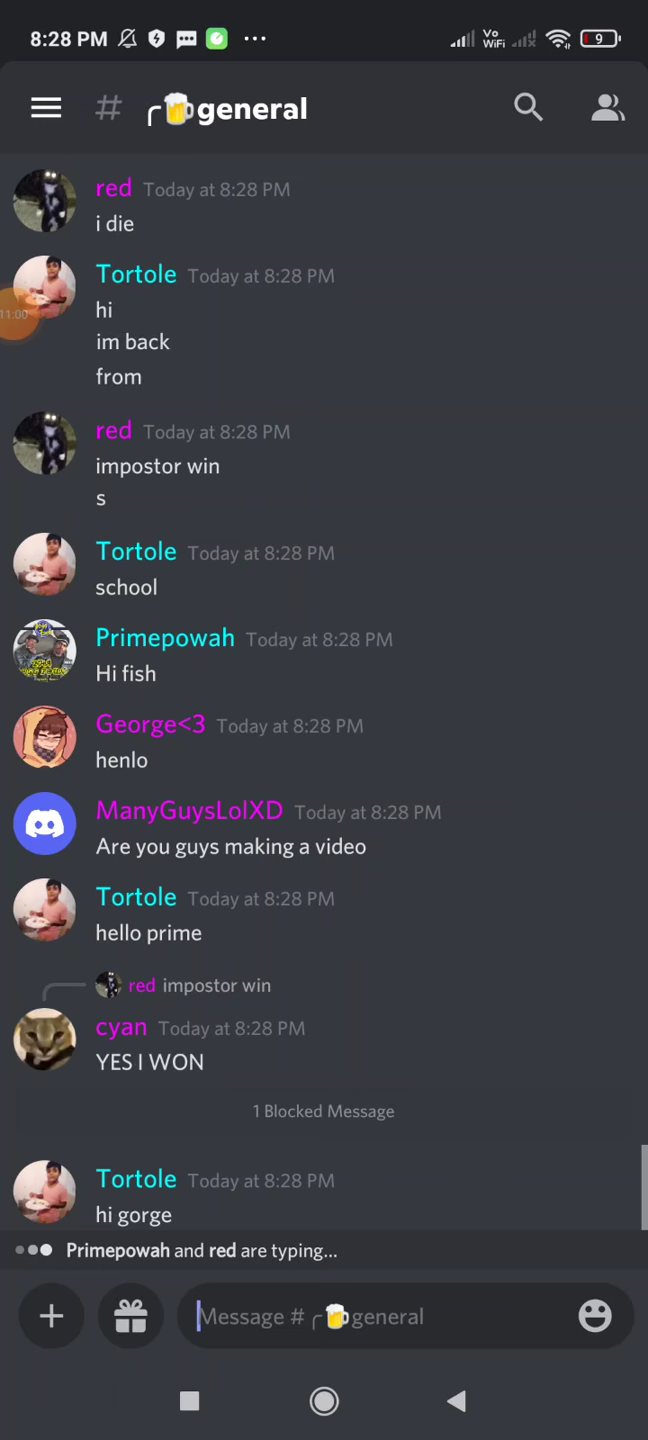 8:28 PM Vo WiFi 9
# ╭🍺general
red Today at 8:28 PM
i die
Tortole Today at 8:28 PM
hi
11:00
im back
from
red Today at 8:28 PM
impostor win
s
Tortole Today at 8:28 PM
school
Primepowah Today at 8:28 PM
Hi fish
George<3 Today at 8:28 PM
henlo
ManyGuysLolXD Today at 8:28 PM
Are you guys making a video
Tortole Today at 8:28 PM
hello prime
red impostor win
cyan Today at 8:28 PM
YES I WON
1 Blocked Message
Tortole Today at 8:28 PM
hi gorge
Primepowah and red are typing...
Message # ╭🍺general